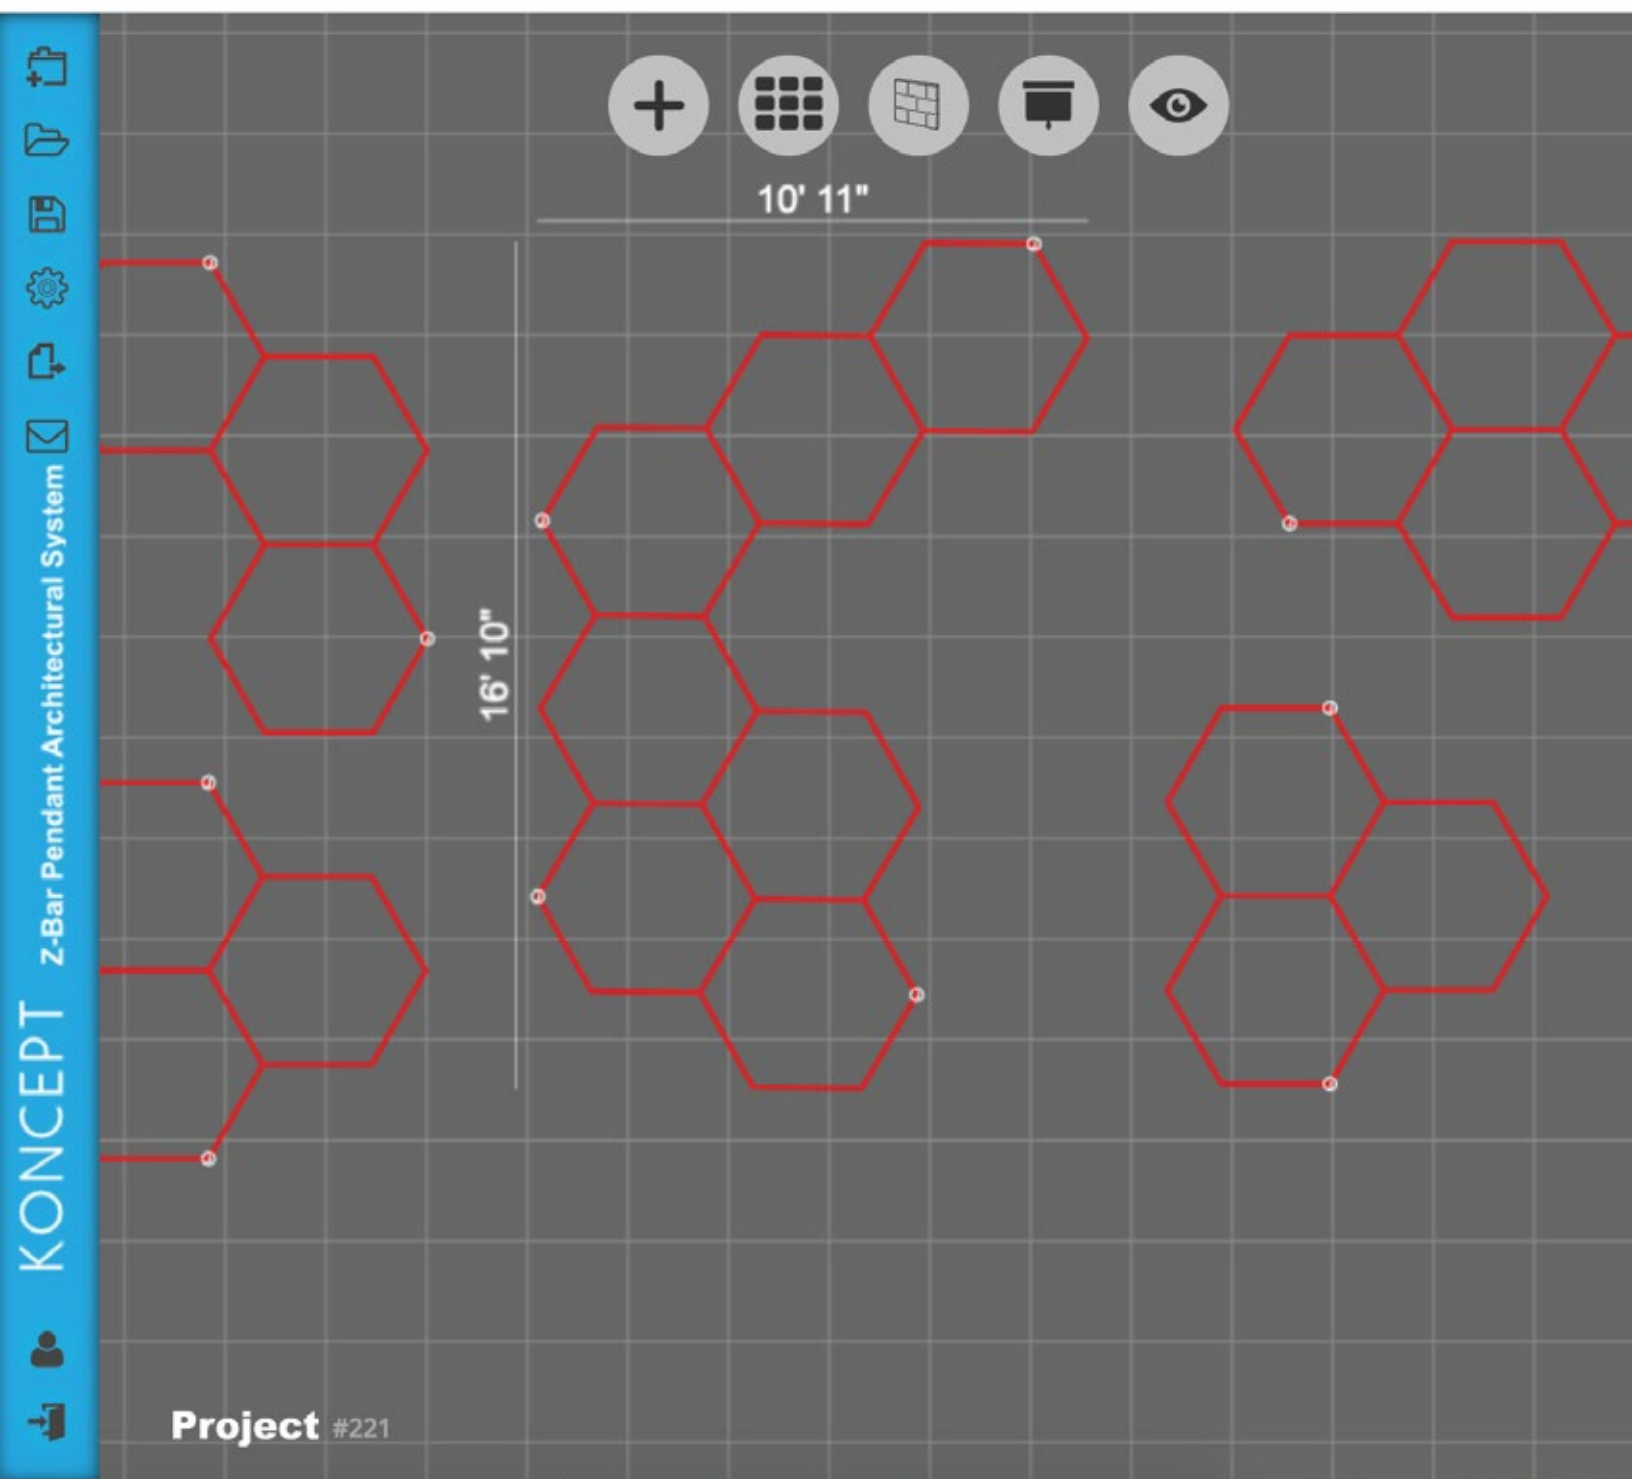 10' 11"
16' 10"
Z-Bar Pendant Architectural System
KONCEPT
Project #221